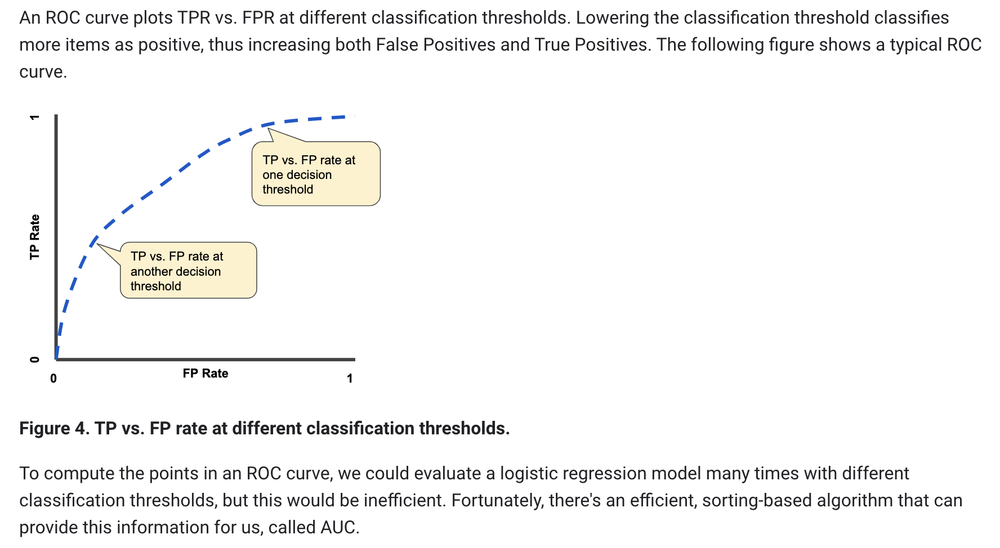 An ROC curve plots TPR vs. FPR at different classification thresholds. Lowering the classification threshold classifies
more items as positive, thus increasing both False Positives and True Positives. The following figure shows a typical ROC
curve.
1
TP vs. FP rate at
one decision
threshold
TP Rate
TP vs. FP rate at
another decision
threshold
0
0
FP Rate
1
Figure 4. TP vs. FP rate at different classification thresholds.
To compute the points in an ROC curve, we could evaluate a logistic regression model many times with different
classification thresholds, but this would be inefficient. Fortunately, there's an efficient, sorting-based algorithm that can
provide this information for us, called AUC.